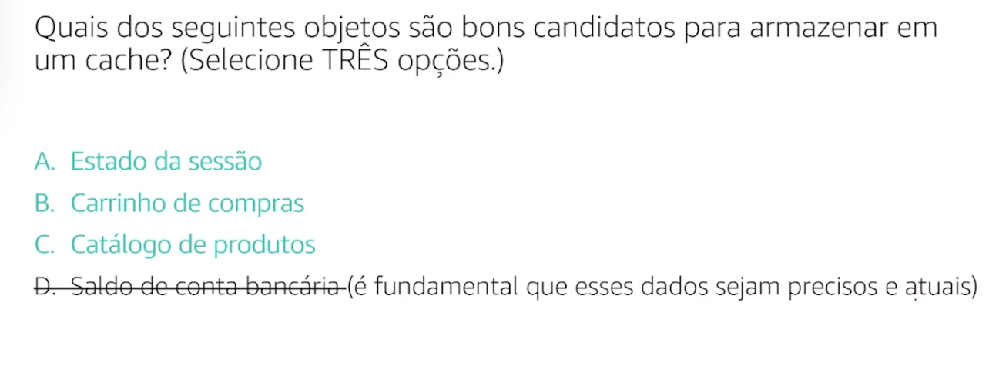 Quais dos seguintes objetos são bons candidatos para armazenar em
um cache? (Selecione TRÊS opções.)
A. Estado da sessão
B. Carrinho de compras
C. Catálogo de produtos
D. Saldo de conta bancária (é fundamental que esses dados sejam precisos e atuais)